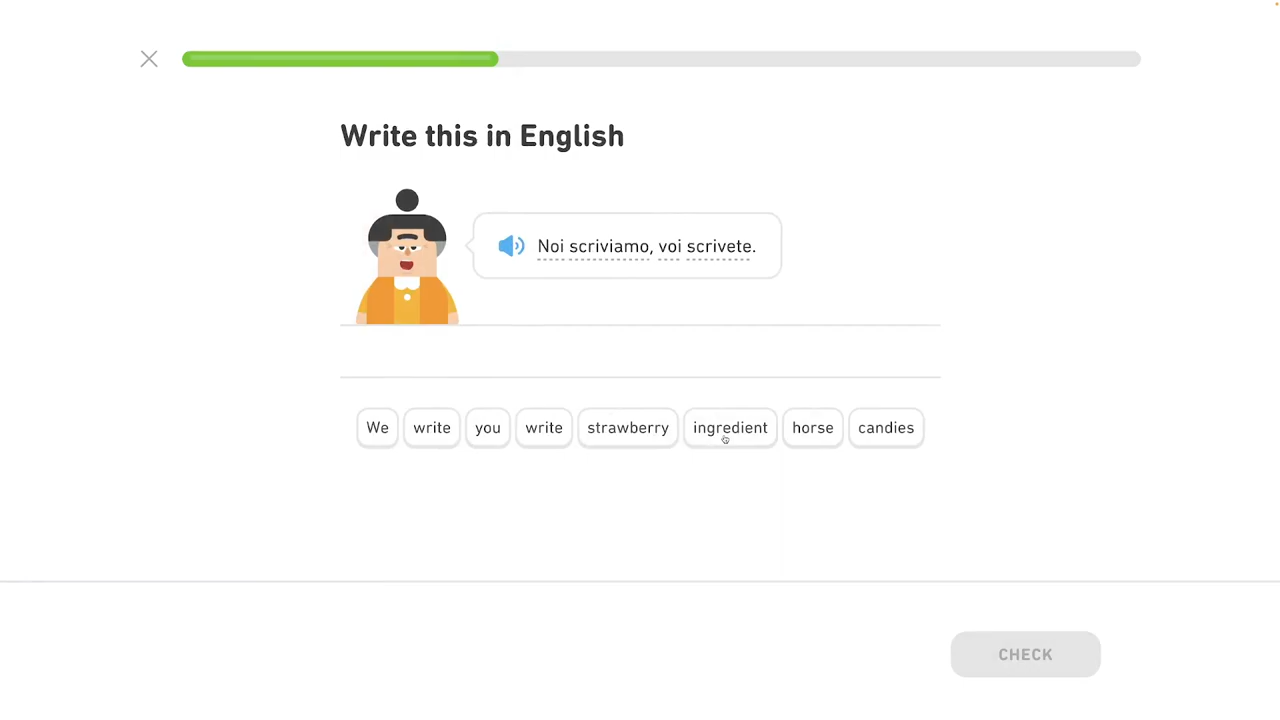 Write this in English
Noi scriviamo, voi scrivete.
We write you write strawberry ingredient horse candies
CHECK